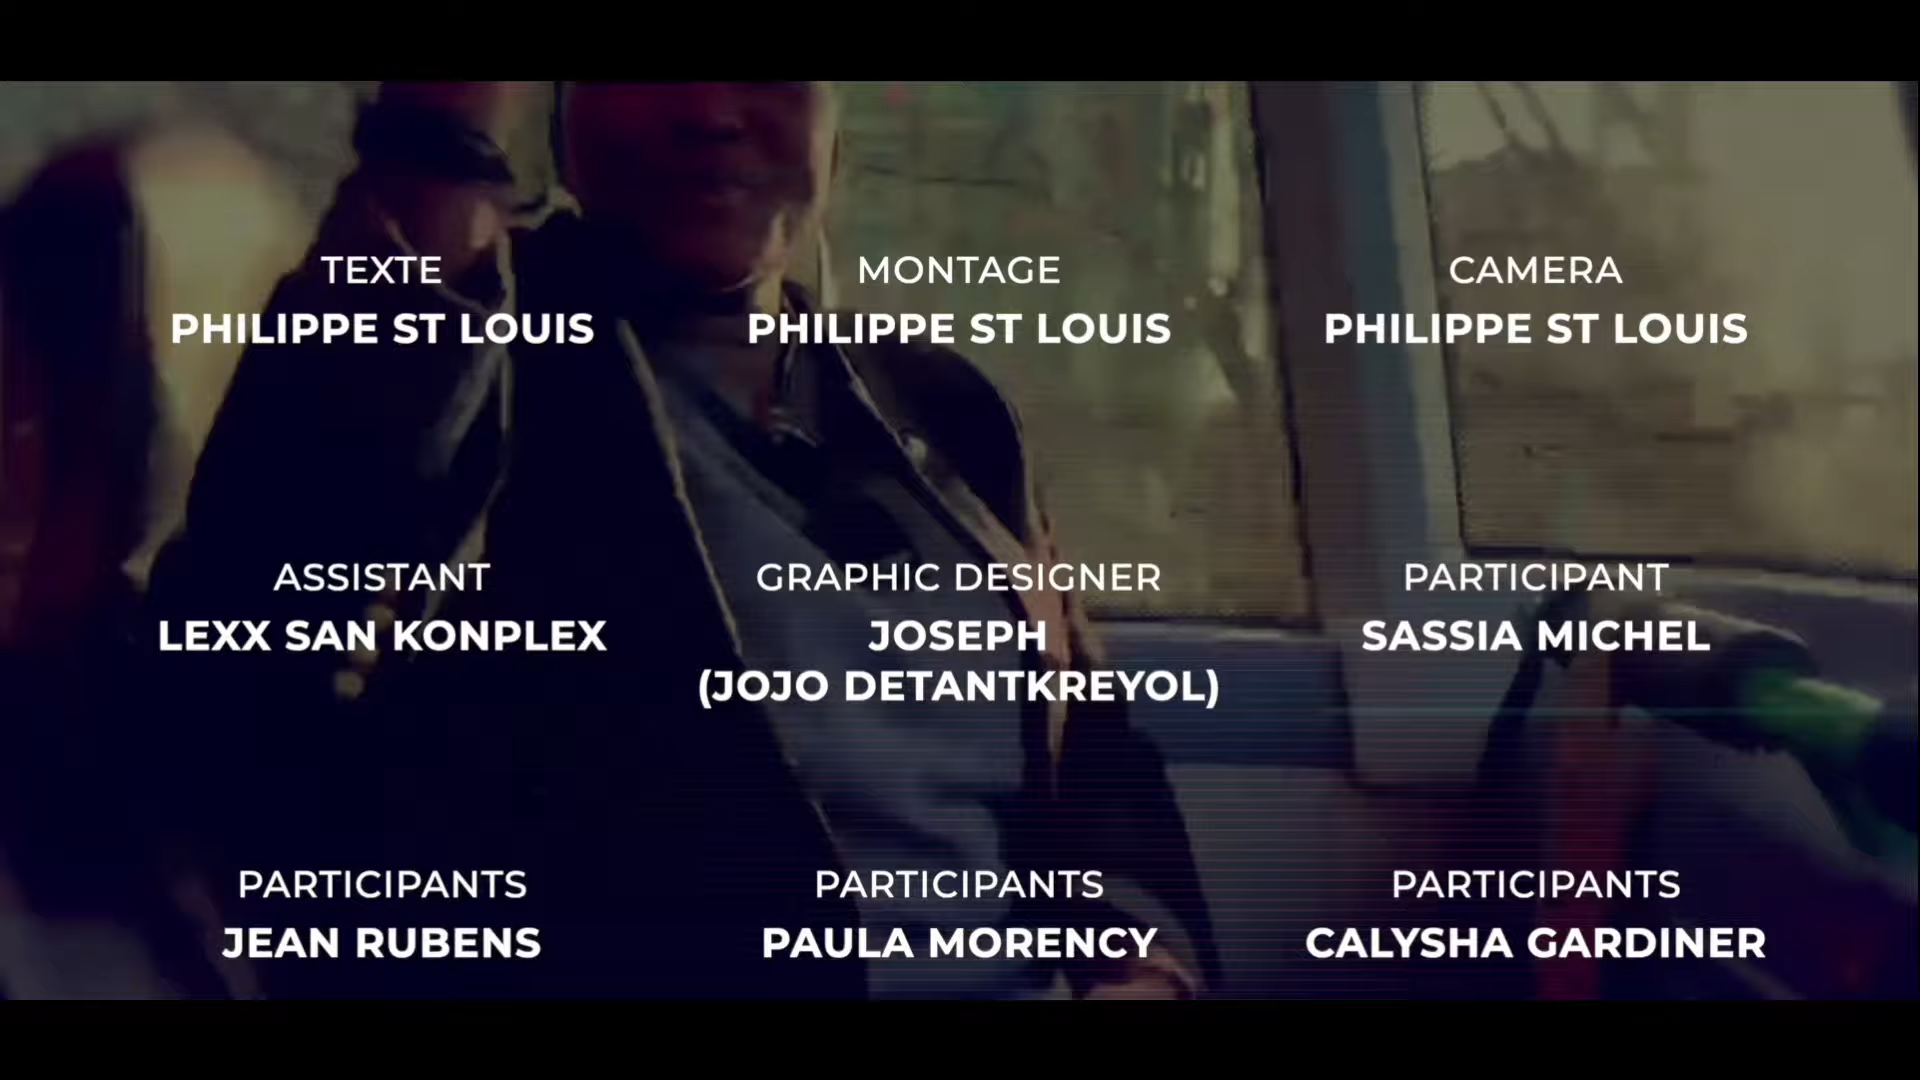 TEXTE
PHILIPPE ST LOUIS
MONTAGE
PHILIPPE ST LOUIS
CAMERA
PHILIPPE ST LOUIS
ASSISTANT
LEXX SAN KONPLEX
GRAPHIC DESIGNER
JOSEPH
(JOJO DETANTKREYOL)
PARTICIPANT
SASSIA MICHEL
PARTICIPANTS
JEAN RUBENS
PARTICIPANTS
PAULA MORENCY
PARTICIPANTS
CALYSHA GARDINER